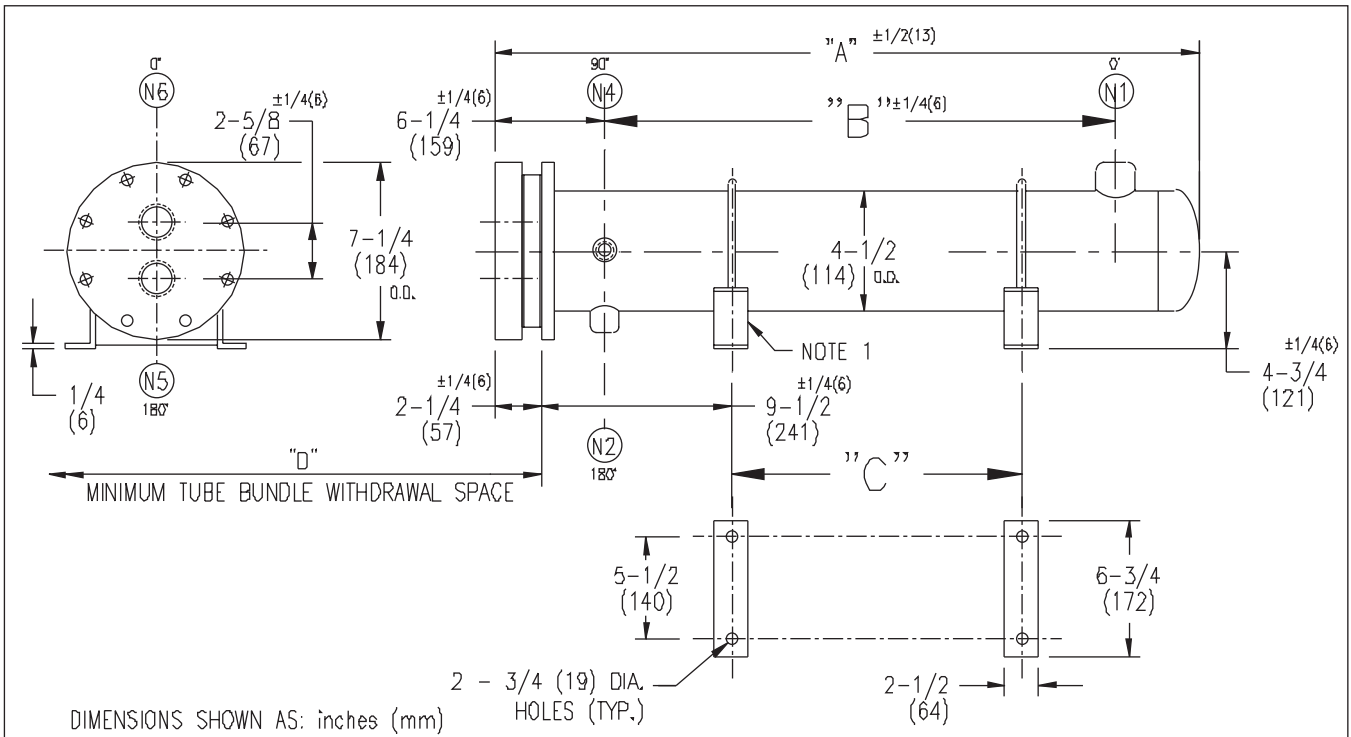 "A" ±1/2(13)
0°
N6
90°
N4
0°
N1
2-5/8 ±1/4(6)
(67)
6-1/4 ±1/4(6)
(159)
"B" ±1/4(6)
7-1/4
(184)
O.D.
4-1/2
(114) O.D.
NOTE 1
4-3/4 ±1/4(6)
(121)
1/4
(6)
N5
180°
2-1/4 ±1/4(6)
(57)
9-1/2 ±1/4(6)
(241)
N2
180°
"D"
MINIMUM TUBE BUNDLE WITHDRAWAL SPACE
"C"
5-1/2
(140)
6-3/4
(172)
2 - 3/4 (19) DIA.
HOLES (TYP.)
2-1/2
(64)
DIMENSIONS SHOWN AS: inches (mm)